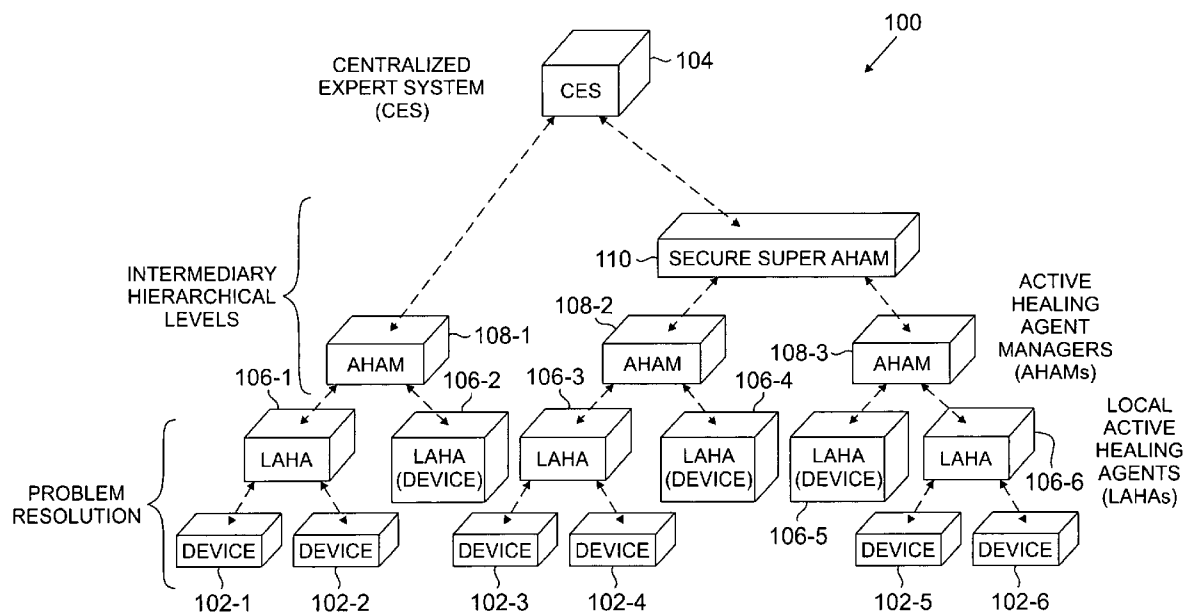 100
CENTRALIZED
EXPERT SYSTEM
(CES)
104
CES
INTERMEDIARY
HIERARCHICAL
LEVELS
110
SECURE SUPER AHAM
ACTIVE
HEALING
AGENT
MANAGERS
(AHAMs)
108-1
AHAM
108-2
AHAM
108-3
AHAM
PROBLEM
RESOLUTION
LOCAL
ACTIVE
HEALING
AGENTS
(LAHAs)
106-1
LAHA
106-2
LAHA
(DEVICE)
106-3
LAHA
106-4
LAHA
(DEVICE)
LAHA
(DEVICE)
106-5
LAHA
106-6
DEVICE
DEVICE
DEVICE
DEVICE
DEVICE
DEVICE
102-1
102-2
102-3
102-4
102-5
102-6